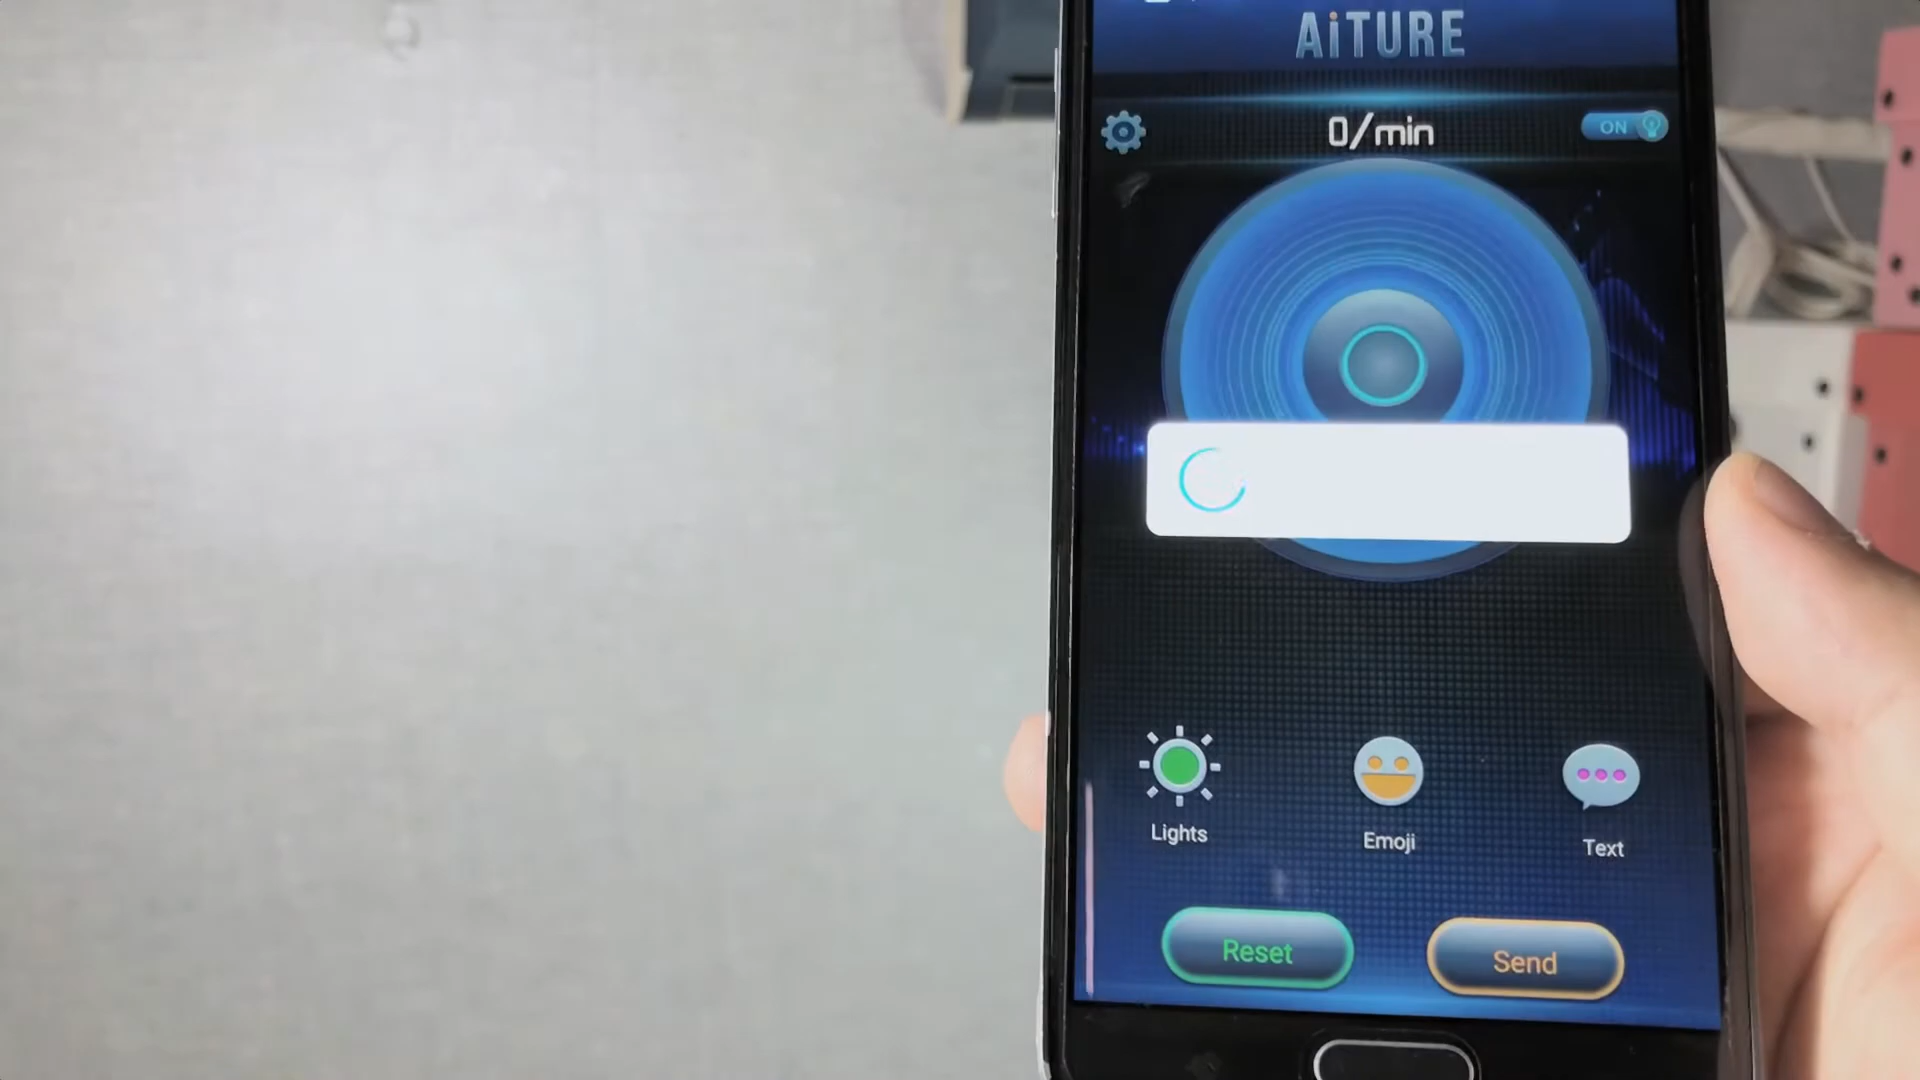 AiTURE
0/min
ON
Lights
Emoji
Text
Reset
Send